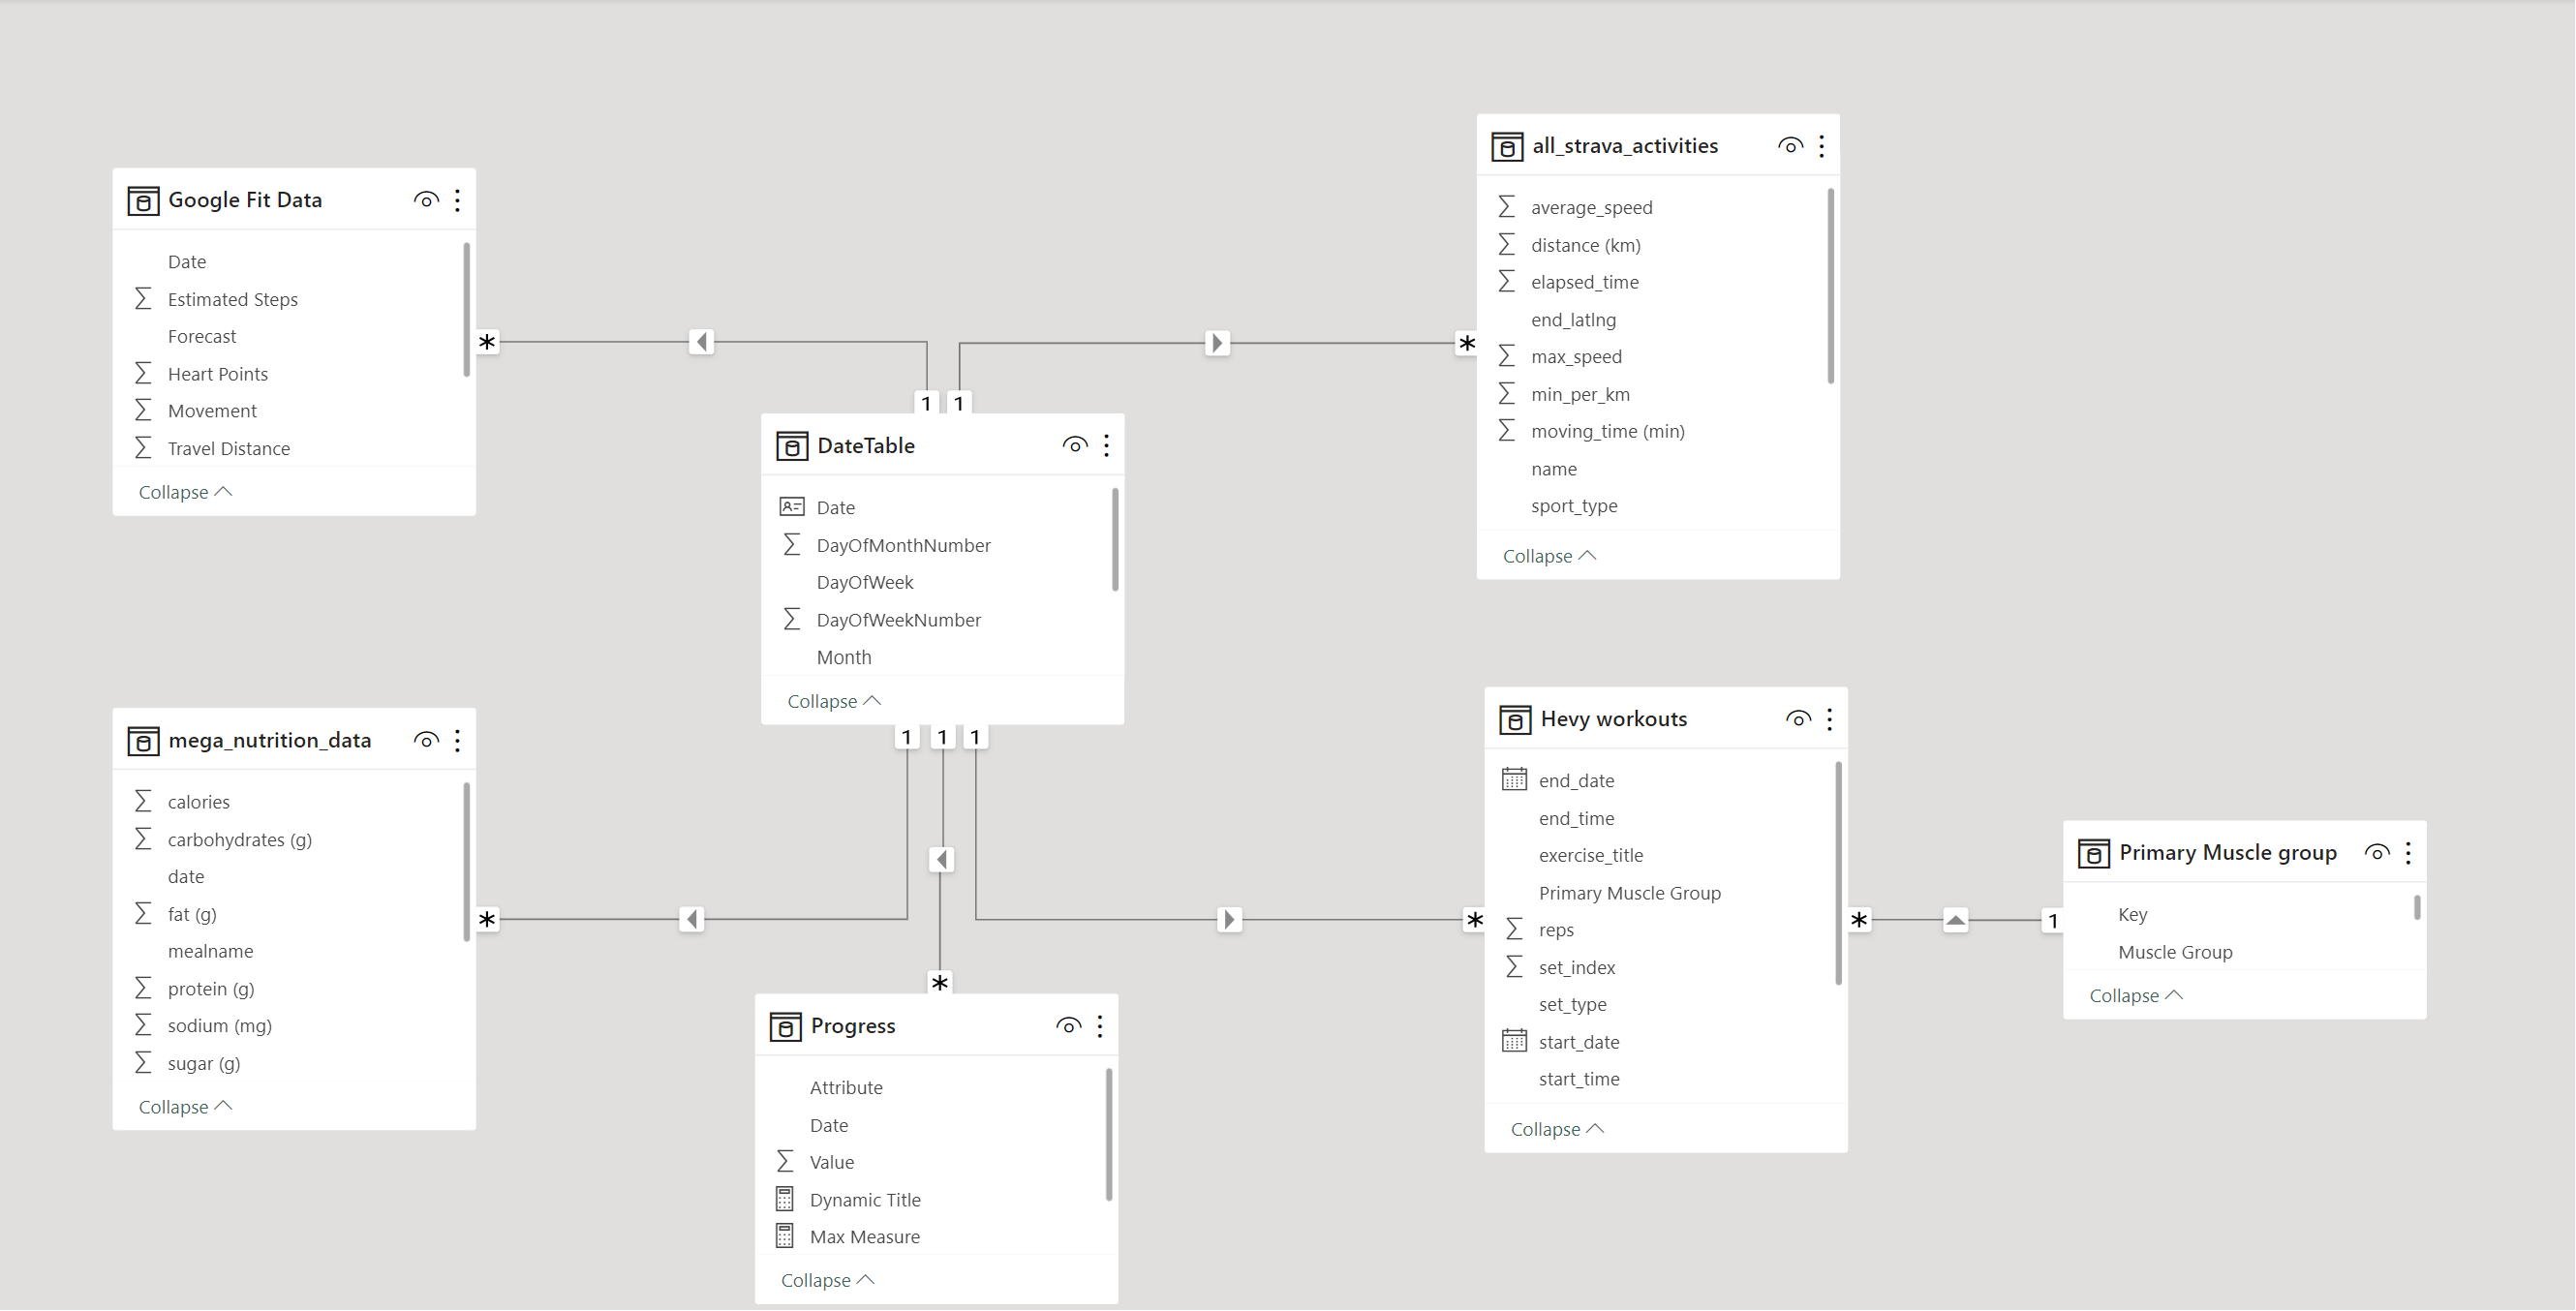 Google Fit Data
Date
Estimated Steps
Forecast
Heart Points
Movement
Travel Distance
Collapse
*
1
1
*
all_strava_activities
average_speed
distance (km)
elapsed_time
end_latlng
max_speed
min_per_km
moving_time (min)
name
sport_type
Collapse
DateTable
Date
DayOfMonthNumber
DayOfWeek
DayOfWeekNumber
Month
Collapse
1
1
1
mega_nutrition_data
calories
carbohydrates (g)
date
fat (g)
mealname
protein (g)
sodium (mg)
sugar (g)
Collapse
*
*
Progress
Attribute
Date
Value
Dynamic Title
Max Measure
Collapse
*
Hevy workouts
end_date
end_time
exercise_title
Primary Muscle Group
reps
set_index
set_type
start_date
start_time
Collapse
*
1
Primary Muscle group
Key
Muscle Group
Collapse